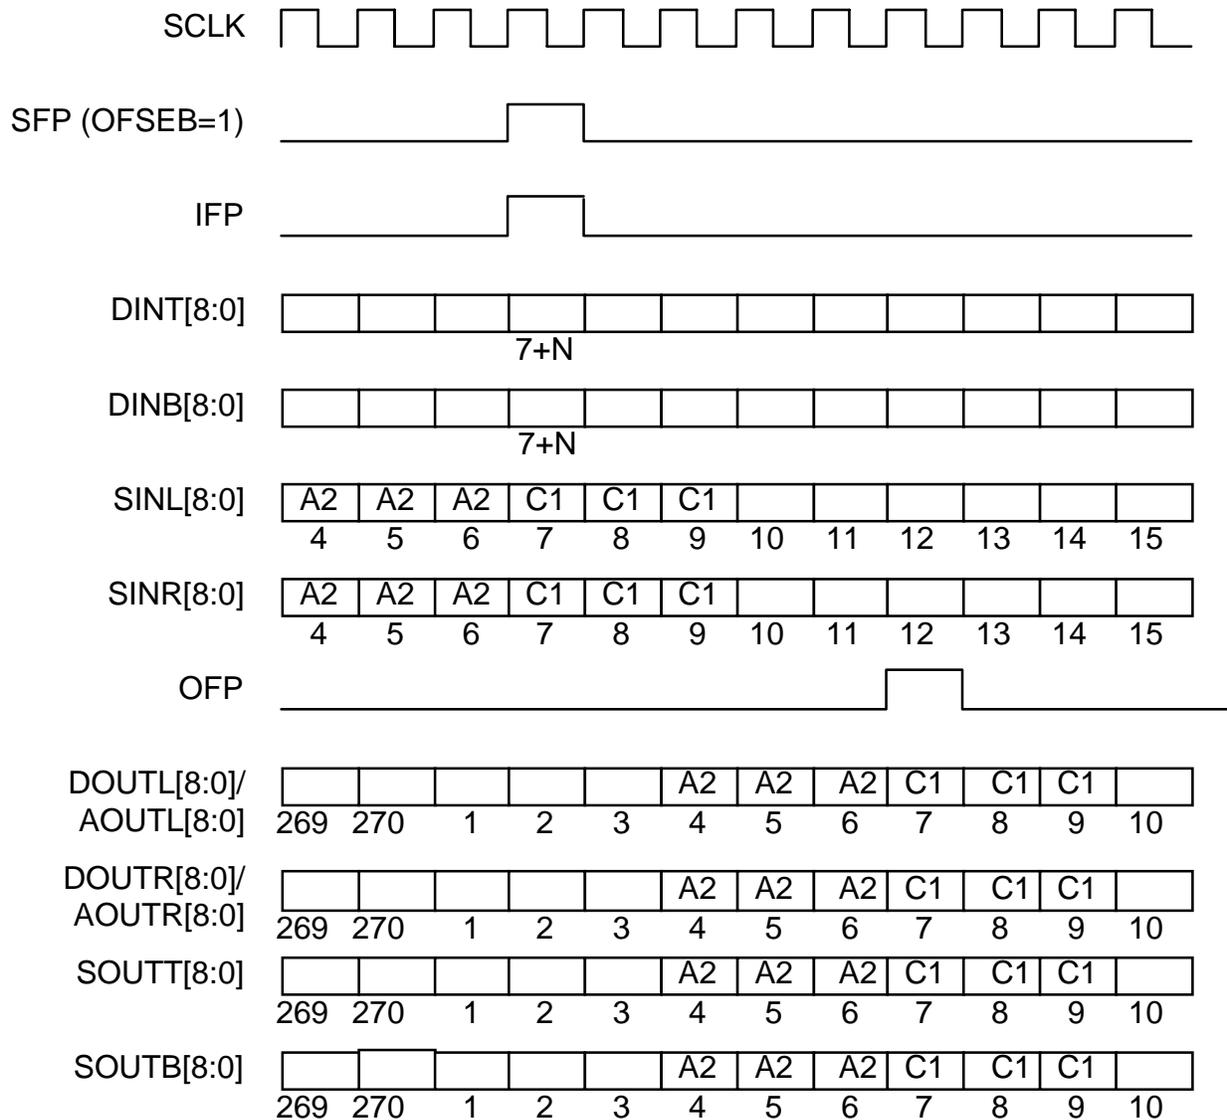 SCLK
SFP (OFSEB=1)
IFP
DINT[8:0]
7+N
DINB[8:0]
7+N
SINL[8:0] A2 A2 A2 C1 C1 C1
4 5 6 7 8 9 10 11 12 13 14 15
SINR[8:0] A2 A2 A2 C1 C1 C1
4 5 6 7 8 9 10 11 12 13 14 15
OFP
DOUTL[8:0]/ A2 A2 A2 C1 C1 C1
AOUTL[8:0] 269 270 1 2 3 4 5 6 7 8 9 10
DOUTR[8:0]/ A2 A2 A2 C1 C1 C1
AOUTR[8:0] 269 270 1 2 3 4 5 6 7 8 9 10
SOUTT[8:0] A2 A2 A2 C1 C1 C1
269 270 1 2 3 4 5 6 7 8 9 10
SOUTB[8:0] A2 A2 A2 C1 C1 C1
269 270 1 2 3 4 5 6 7 8 9 10